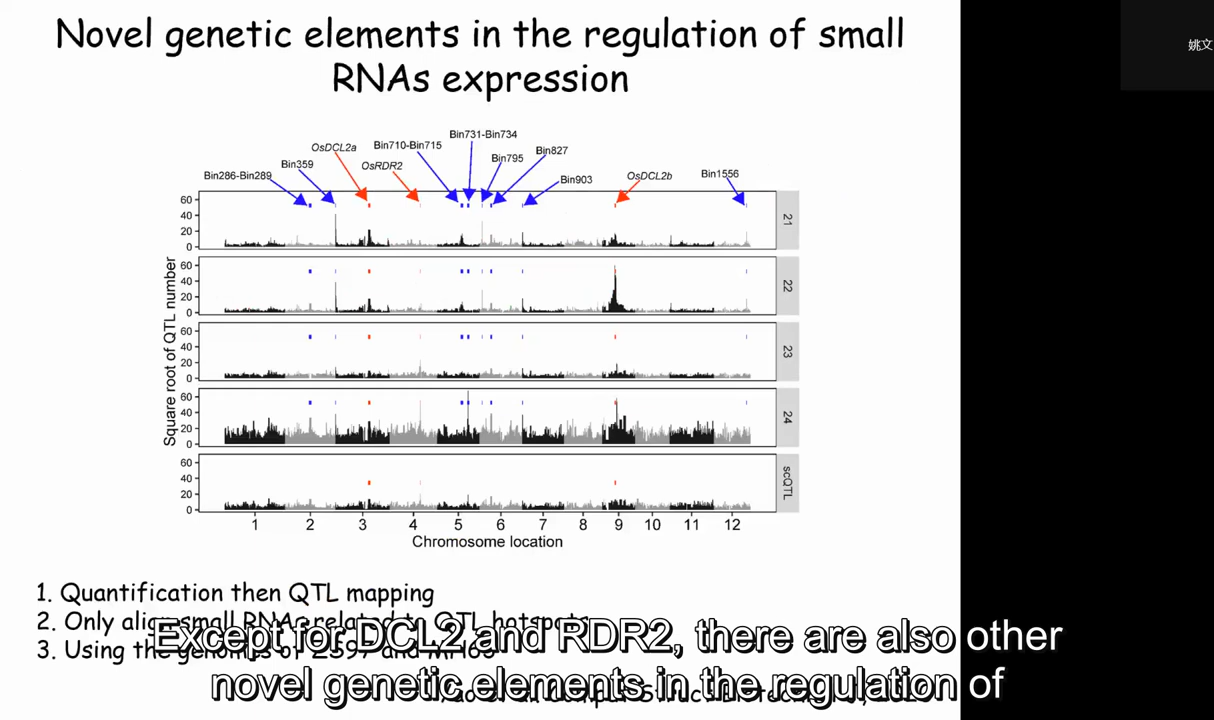 Novel genetic elements in the regulation of small
RNAs expression
姚文
Bin731-Bin734
OsDCL2a
Bin710-Bin715
Bin827
Bin359
OsRDR2
Bin795
Bin286-Bin289
Bin903
OsDCL2b
Bin1556
60
40
20
0
21
60
40
20
0
22
60
40
20
0
23
60
40
20
0
24
60
40
20
0
scQTL
Square root of QTL number
1 2 3 4 5 6 7 8 9 10 11 12
Chromosome location
1. Quantification then QTL mapping
2. Only align small RNAs related to QTL hotspots
3. Using the genomes of
Except for DCL2 and RDR2, there are also other
novel genetic elements in the regulation of